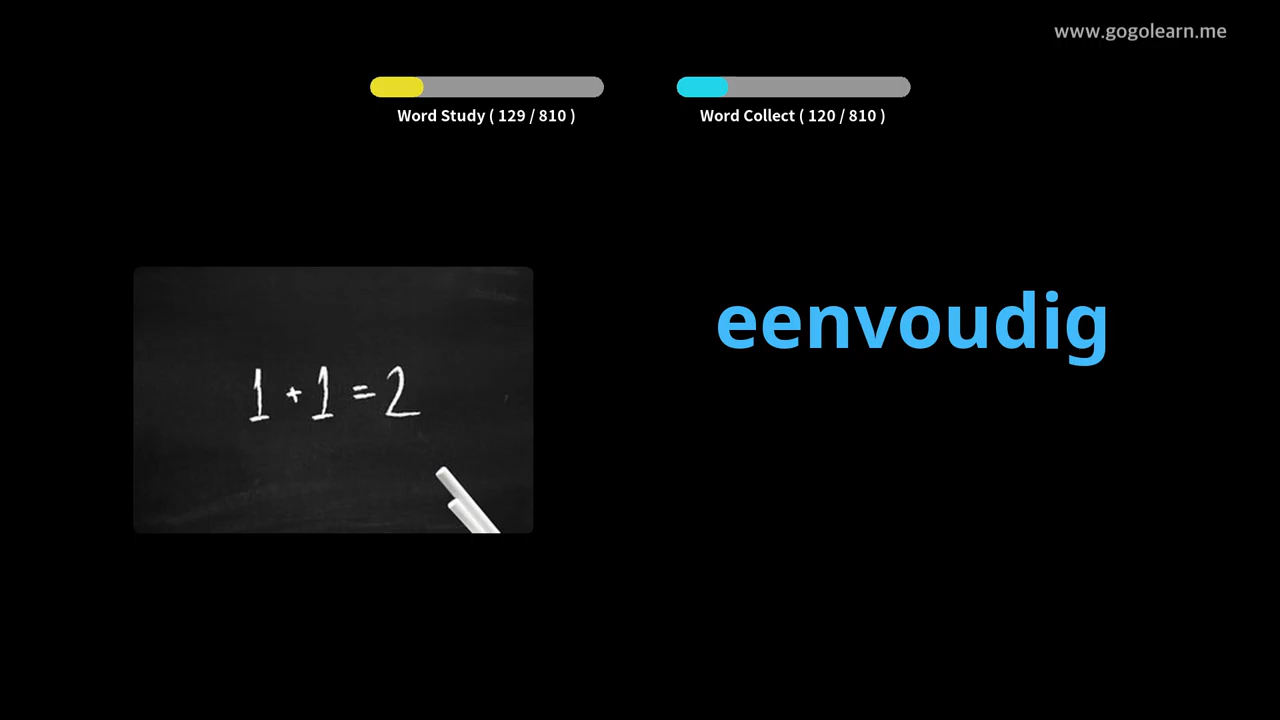 www.gogolearn.me
Word Study ( 129 / 810 )
Word Collect ( 120 / 810 )
eenvoudig
1 + 1 = 2